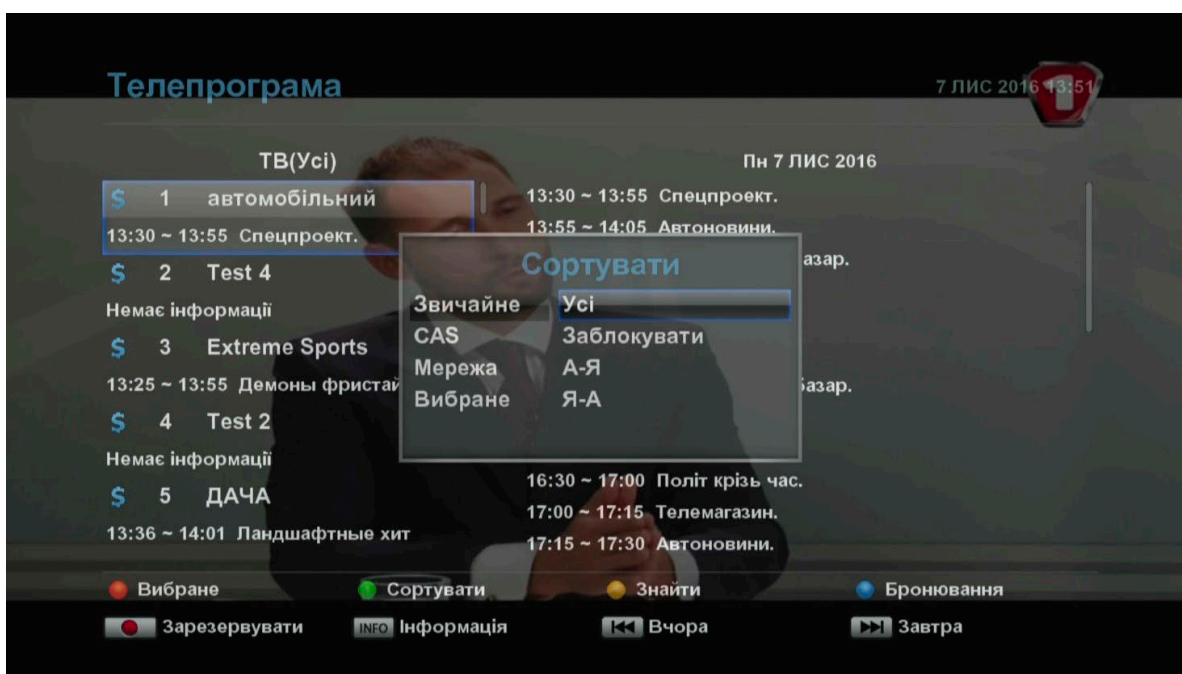 Телепрограма
7 ЛИС 2016 13:51
1
ТВ(Усі)
Пн 7 ЛИС 2016
$ 1 автомобільний
13:30 ~ 13:55 Спецпроект.
$ 2 Test 4
Немає інформації
$ 3 Extreme Sports
13:25 ~ 13:55 Демоны фристай
$ 4 Test 2
Немає інформації
$ 5 ДАЧА
13:36 ~ 14:01 Ландшафтные хит
13:30 ~ 13:55 Спецпроект.
13:55 ~ 14:05 Автоновини.
азар.
базар.
16:30 ~ 17:00 Політ крізь час.
17:00 ~ 17:15 Телемагазин.
17:15 ~ 17:30 Автоновини.
Сортувати
Звичайне Усі
CAS Заблокувати
Мережа А-Я
Вибране Я-А
Вибране Сортувати Знайти Бронювання
Зарезервувати INFO Інформація Вчора Завтра